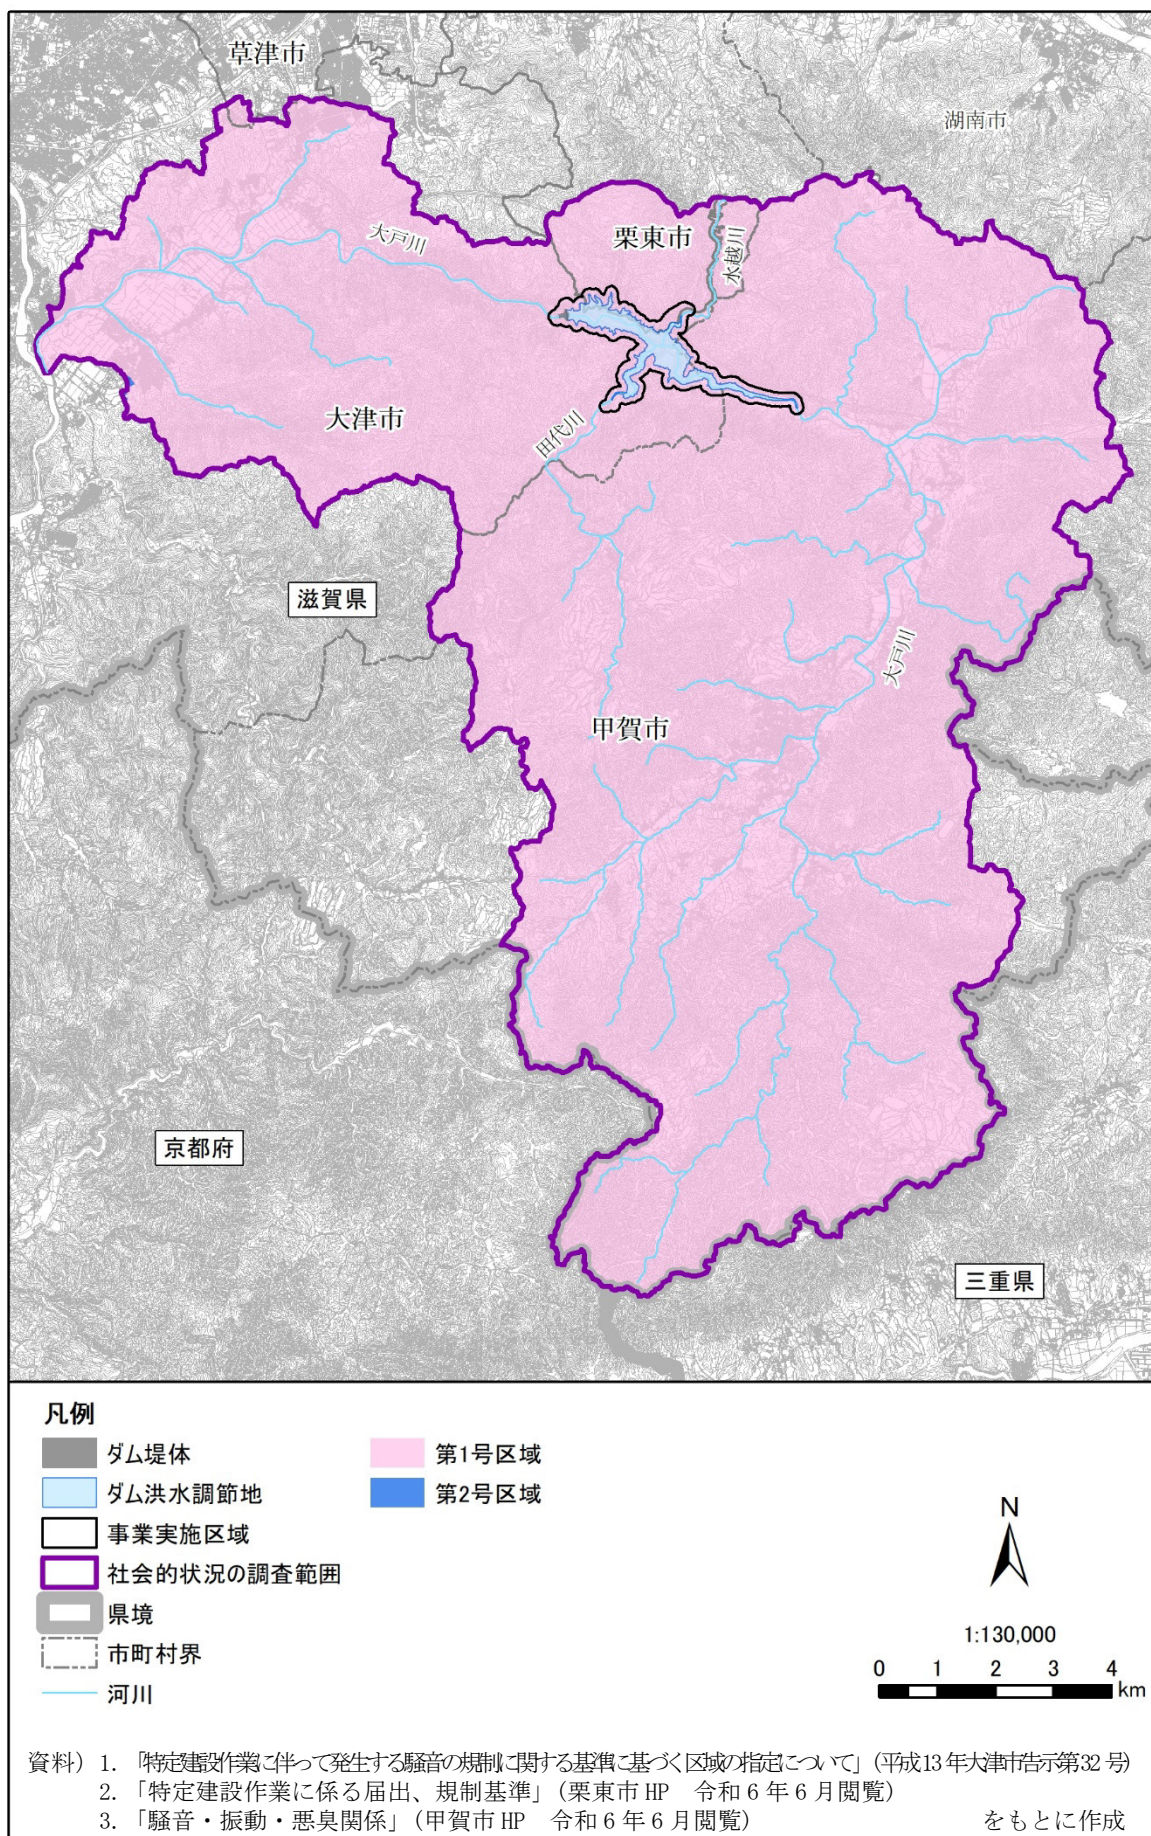 草津市
湖南市
栗東市
大戸川
水越川
大津市
田代川
滋賀県
大戸川
甲賀市
京都府
三重県
凡例
ダム堤体
ダム洪水調節地
事業実施区域
社会的状況の調査範囲
県境
市町村界
河川
第1号区域
第2号区域
N
1:130,000
0 1 2 3 4
km
資料） 1. 「特定建設作業に伴って発生する騒音の規制に関する基準に基づく区域の指定について」（平成13年大津市告示第32号）
2. 「特定建設作業に係る届出、規制基準」（栗東市HP　令和6年6月閲覧）
3. 「騒音・振動・悪臭関係」（甲賀市HP　令和6年6月閲覧）　をもとに作成